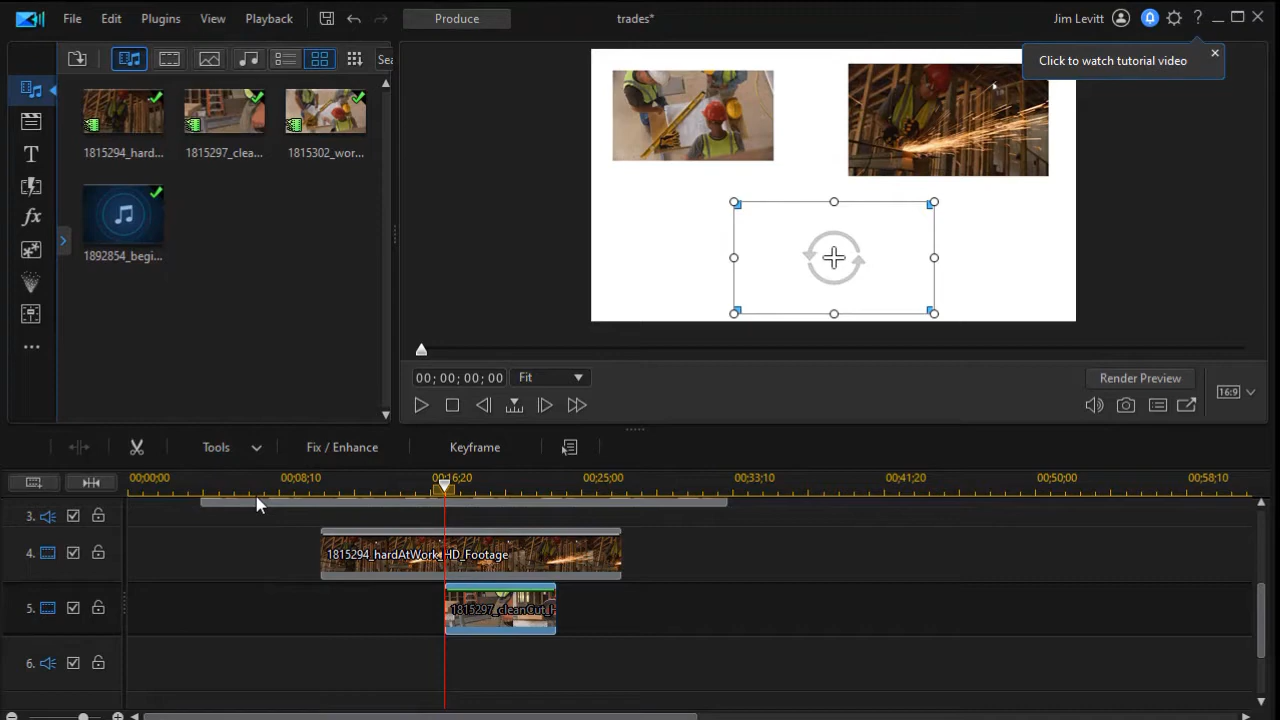 File Edit Plugins View Playback Produce trades* Jim Levitt ?
Sea
Click to watch tutorial video
1815294_hard... 1815297_clea... 1815302_wor...
1892854_begi...
00; 00; 00; 00 Fit Render Preview
16:9
Tools Fix / Enhance Keyframe
00;00;00 00;08;10 00;16;20 00;25;00 00;33;10 00;41;20 00;50;00 00;58;10
3.
4. 1815294_hardAtWork_HD_Footage
5. 1815297_cleanCut_H
6.